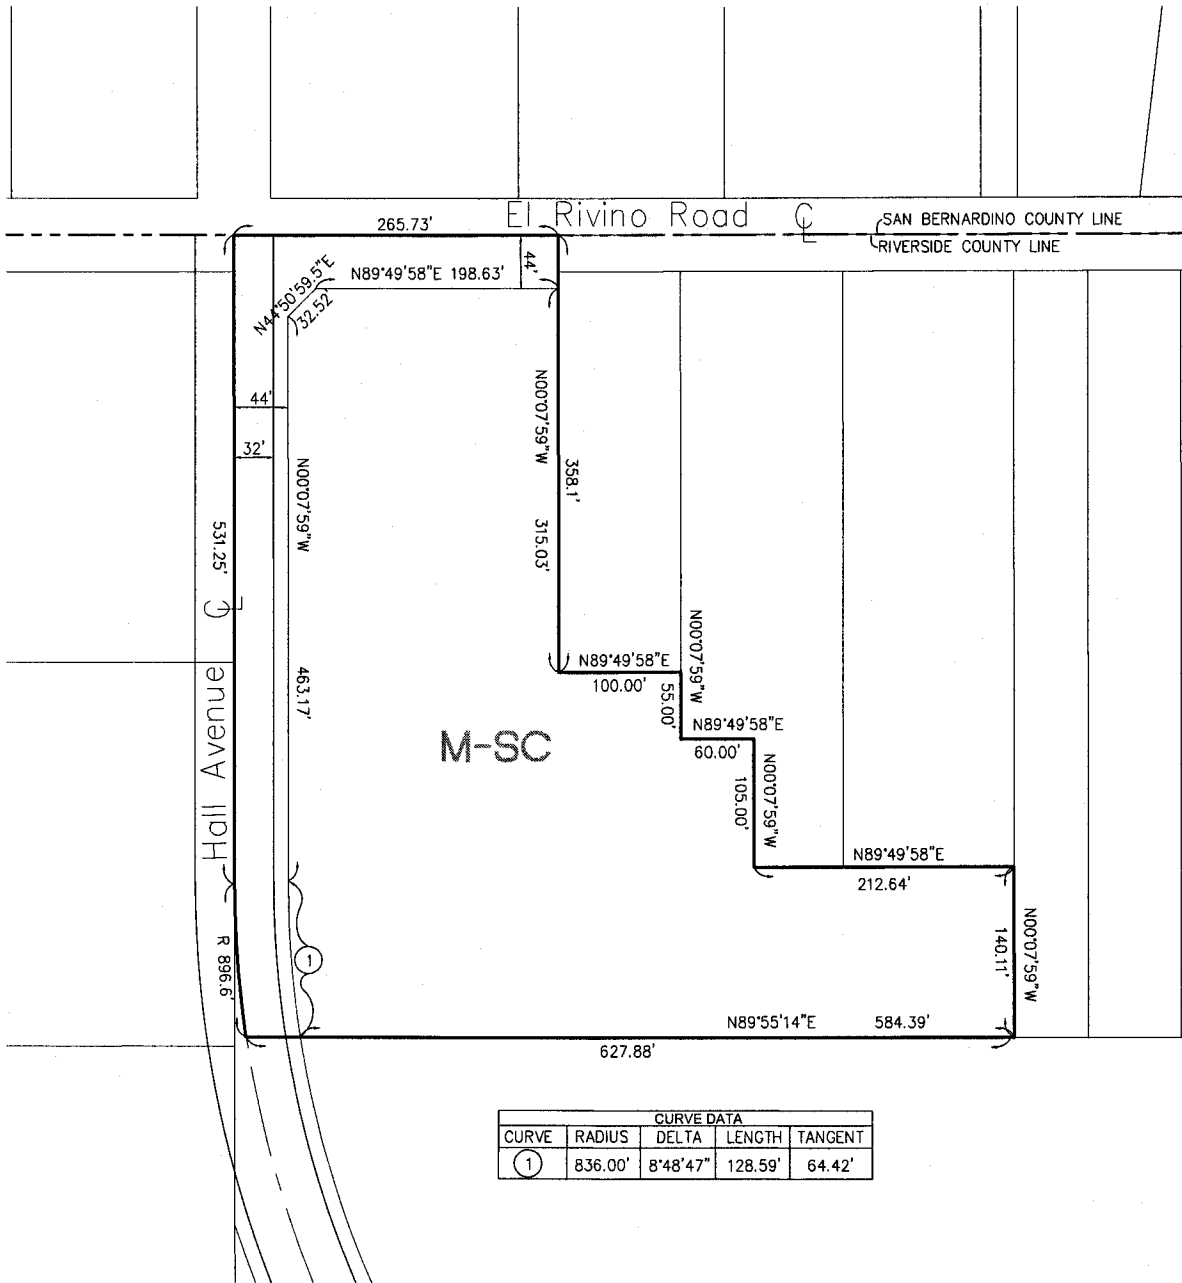 El Rivino Road
SAN BERNARDINO COUNTY LINE
RIVERSIDE COUNTY LINE
265.73'
N89°49'58"E 198.63'
44'
N44°50'59.5"E
32.52'
44'
32'
N00°07'59"W
463.17'
531.25'
Hall Avenue
N00°07'59"W
315.03'
358.1'
N89°49'58"E
100.00'
N00°07'59"W
55.00'
N89°49'58"E
60.00'
N00°07'59"W
105.00'
M-SC
N89°49'58"E
212.64'
N00°07'59"W
140.11'
R 896.6'
1
N89°55'14"E 584.39'
627.88'
CURVE DATA
CURVE RADIUS DELTA LENGTH TANGENT
1 836.00' 8°48'47" 128.59' 64.42'